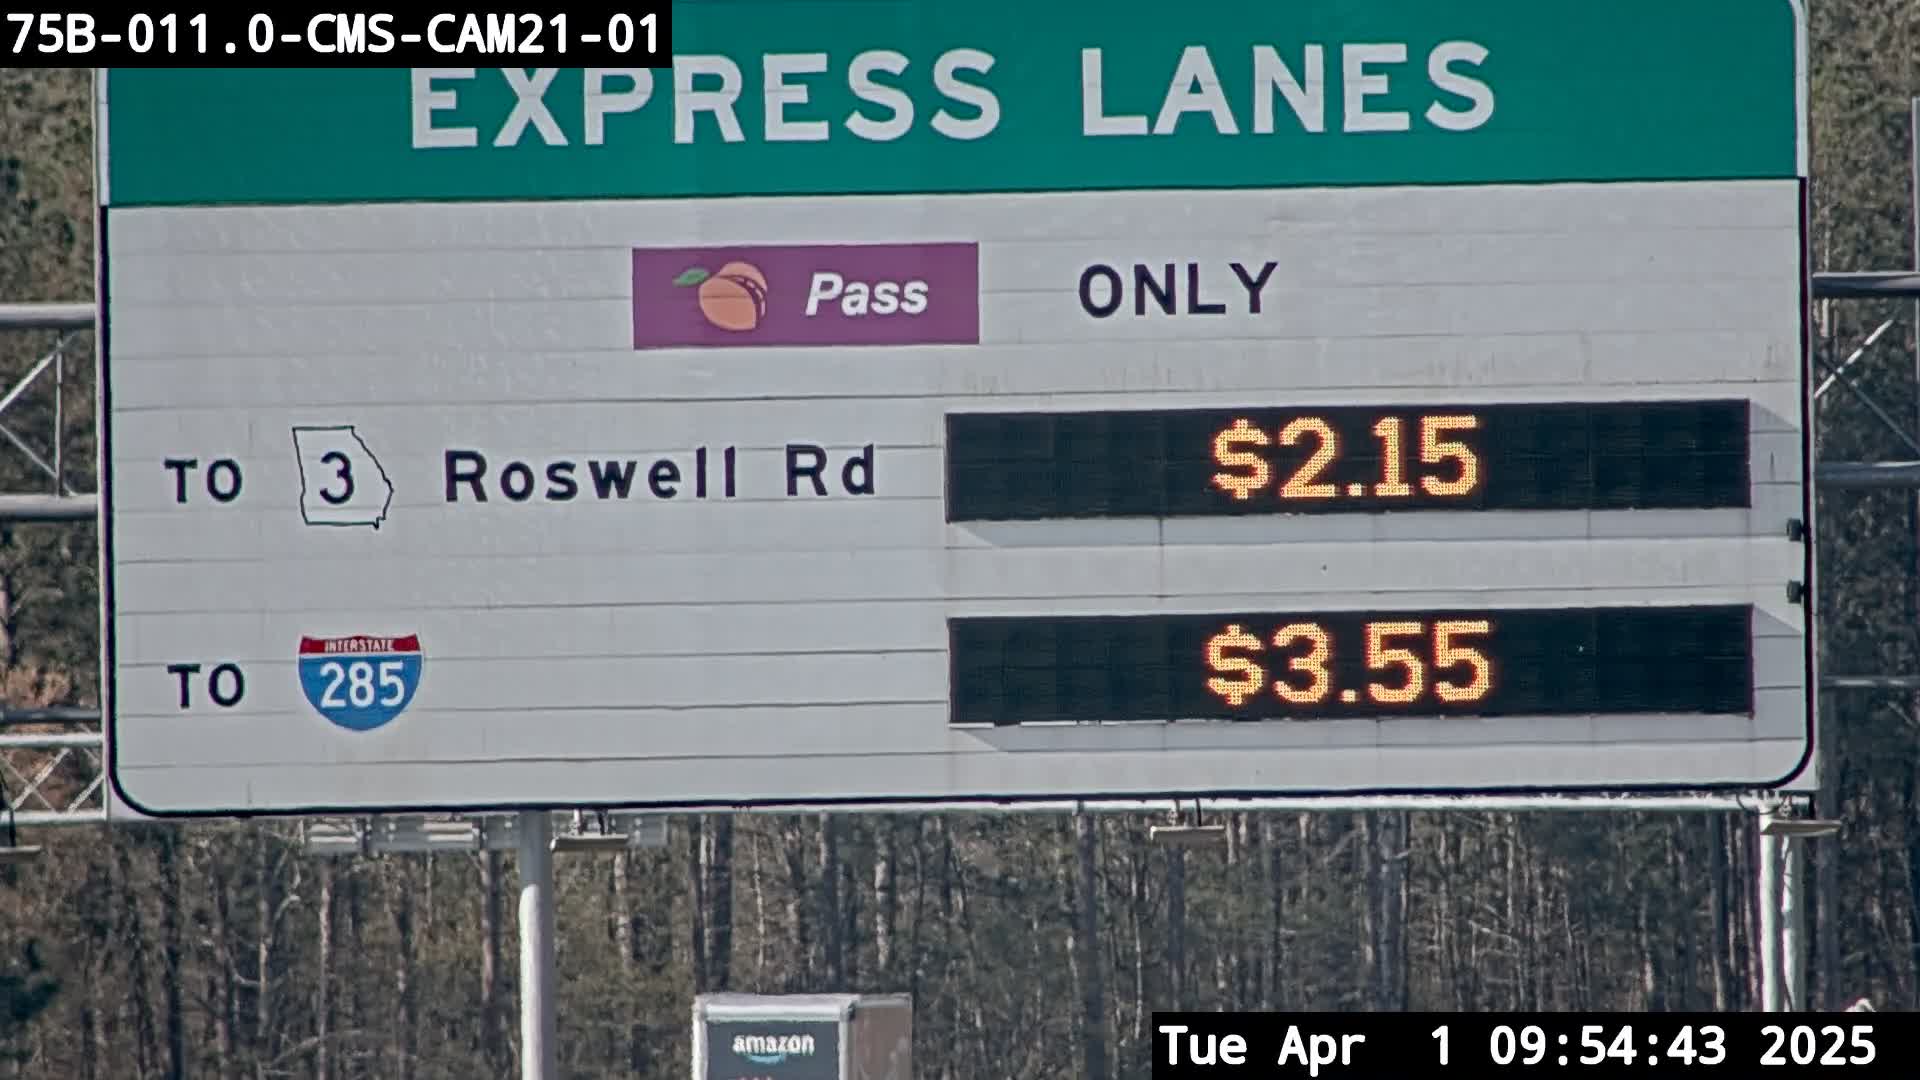 75B-011.0-CMS-CAM21-01
EXPRESS LANES
Pass ONLY
TO 3 Roswell Rd $2.15
INTERSTATE
TO 285 $3.55
amazon
Tue Apr 1 09:54:43 2025